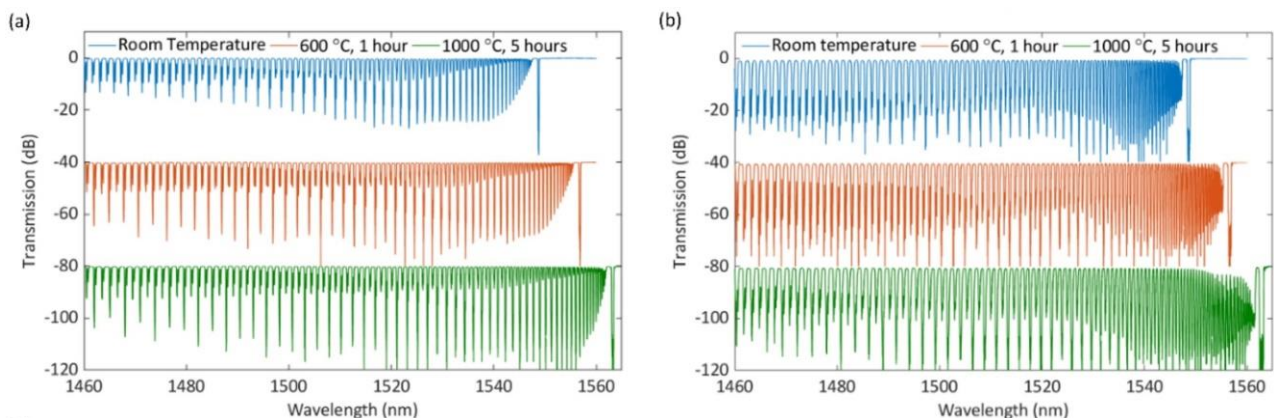 (a)
Room Temperature 600 °C, 1 hour 1000 °C, 5 hours
0
-20
-40
-60
-80
-100
-120
Transmission (dB)
1460 1480 1500 1520 1540 1560
Wavelength (nm)
(b)
Room temperature 600 °C, 1 hour 1000 °C, 5 hours
0
-20
-40
-60
-80
-100
-120
Transmission (dB)
1460 1480 1500 1520 1540 1560
Wavelength (nm)